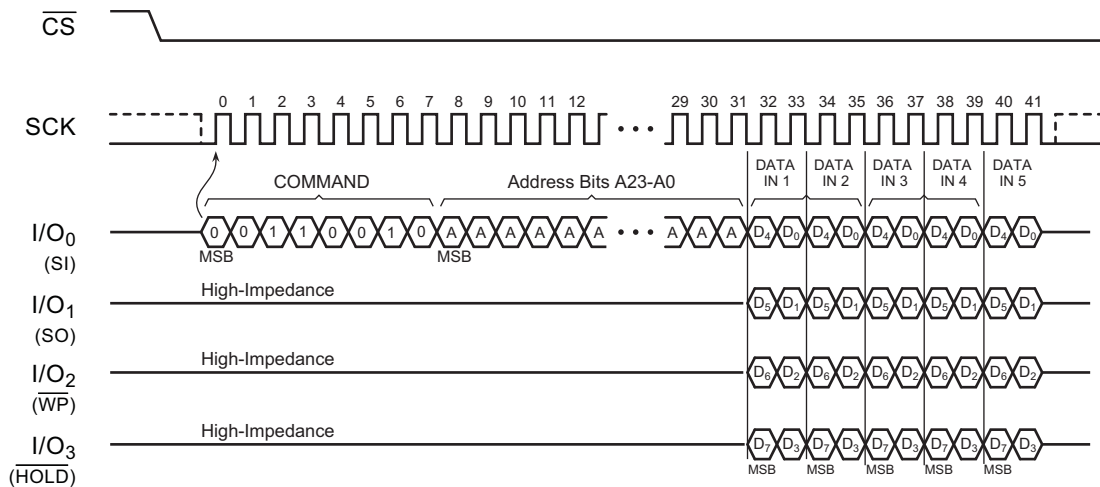 CS
0 1 2 3 4 5 6 7 8 9 10 11 12 29 30 31 32 33 34 35 36 37 38 39 40 41
SCK
DATA IN 1 DATA IN 2 DATA IN 3 DATA IN 4 DATA IN 5
COMMAND Address Bits A23-A0
I/O0 (SI) 0 0 1 1 0 0 1 0 A A A A A A A A A D4 D0 D4 D0 D4 D0 D4 D0 D4 D0
MSB MSB
High-Impedance
I/O1 (SO) D5 D1 D5 D1 D5 D1 D5 D1 D5 D1
High-Impedance
I/O2 (WP) D6 D2 D6 D2 D6 D2 D6 D2 D6 D2
High-Impedance
I/O3 (HOLD) D7 D3 D7 D3 D7 D3 D7 D3 D7 D3
MSB MSB MSB MSB MSB